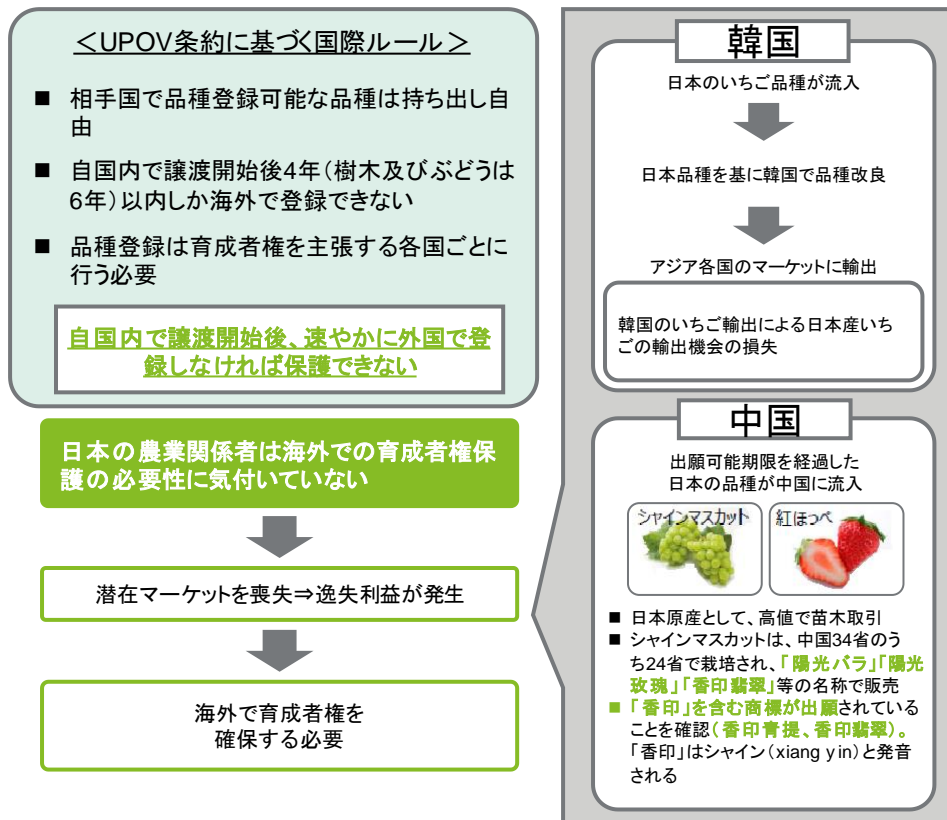 ＜UPOV条約に基づく国際ルール＞
■ 相手国で品種登録可能な品種は持ち出し自
由
■ 自国内で譲渡開始後4年(樹木及びぶどうは
6年)以内しか海外で登録できない
■ 品種登録は育成者権を主張する各国ごとに
行う必要
自国内で譲渡開始後、速やかに外国で登
録しなければ保護できない
日本の農業関係者は海外での育成者権保
護の必要性に気付いていない
潜在マーケットを喪失⇒逸失利益が発生
海外で育成者権を
確保する必要
韓国
日本のいちご品種が流入
日本品種を基に韓国で品種改良
アジア各国のマーケットに輸出
韓国のいちご輸出による日本産いち
ごの輸出機会の損失
中国
出願可能期限を経過した
日本の品種が中国に流入
シャインマスカット
紅ほっぺ
■ 日本原産として、高値で苗木取引
■ シャインマスカットは、中国34省のう
ち24省で栽培され、「陽光バラ」「陽光
玫瑰」「香印翡翠」等の名称で販売
■ 「香印」を含む商標が出願されている
ことを確認(香印青提、香印翡翠)。
「香印」はシャイン(xiang yin)と発音
される